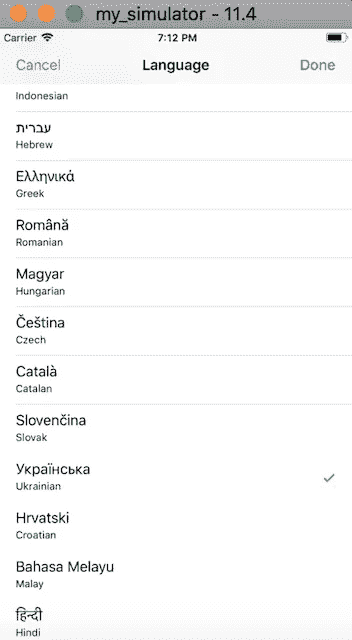 my_simulator - 11.4
Carrier 7:12 PM
Cancel Language Done
Indonesian
עברית
Hebrew
Ελληνικά
Greek
Română
Romanian
Magyar
Hungarian
Čeština
Czech
Català
Catalan
Slovenčina
Slovak
Українська
Ukrainian
Hrvatski
Croatian
Bahasa Melayu
Malay
हिन्दी
Hindi